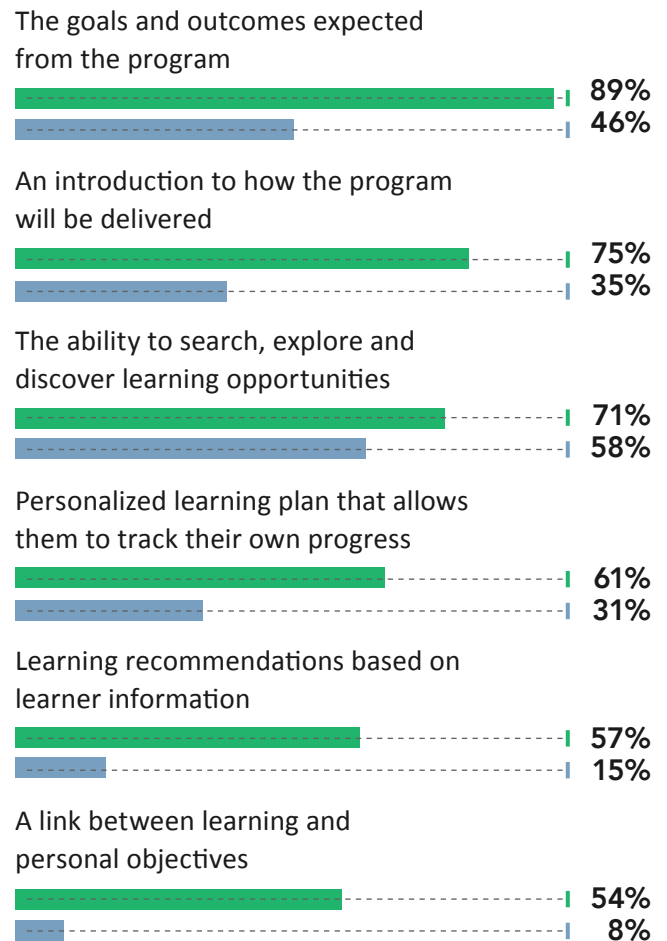 The goals and outcomes expected
from the program
89%
46%
An introduction to how the program
will be delivered
75%
35%
The ability to search, explore and
discover learning opportunities
71%
58%
Personalized learning plan that allows
them to track their own progress
61%
31%
Learning recommendations based on
learner information
57%
15%
A link between learning and
personal objectives
54%
8%